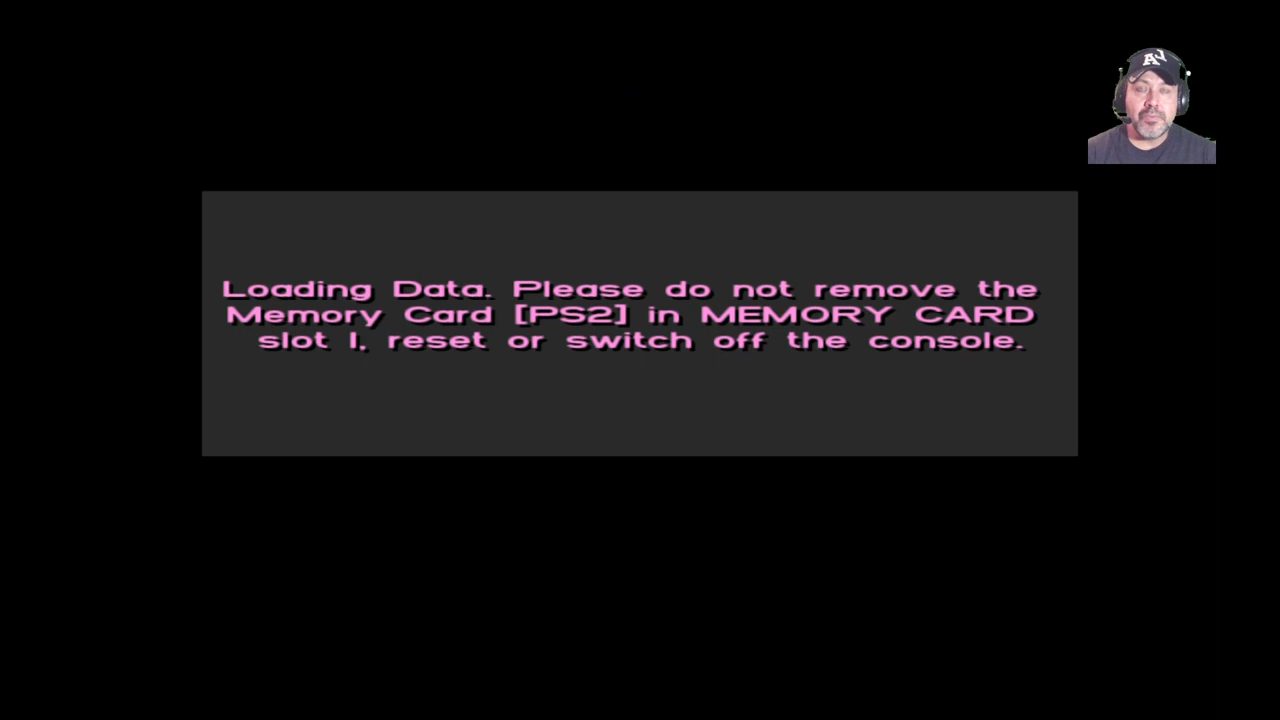 Loading Data. Please do not remove the
Memory Card [PS2] in MEMORY CARD
slot 1, reset or switch off the console.